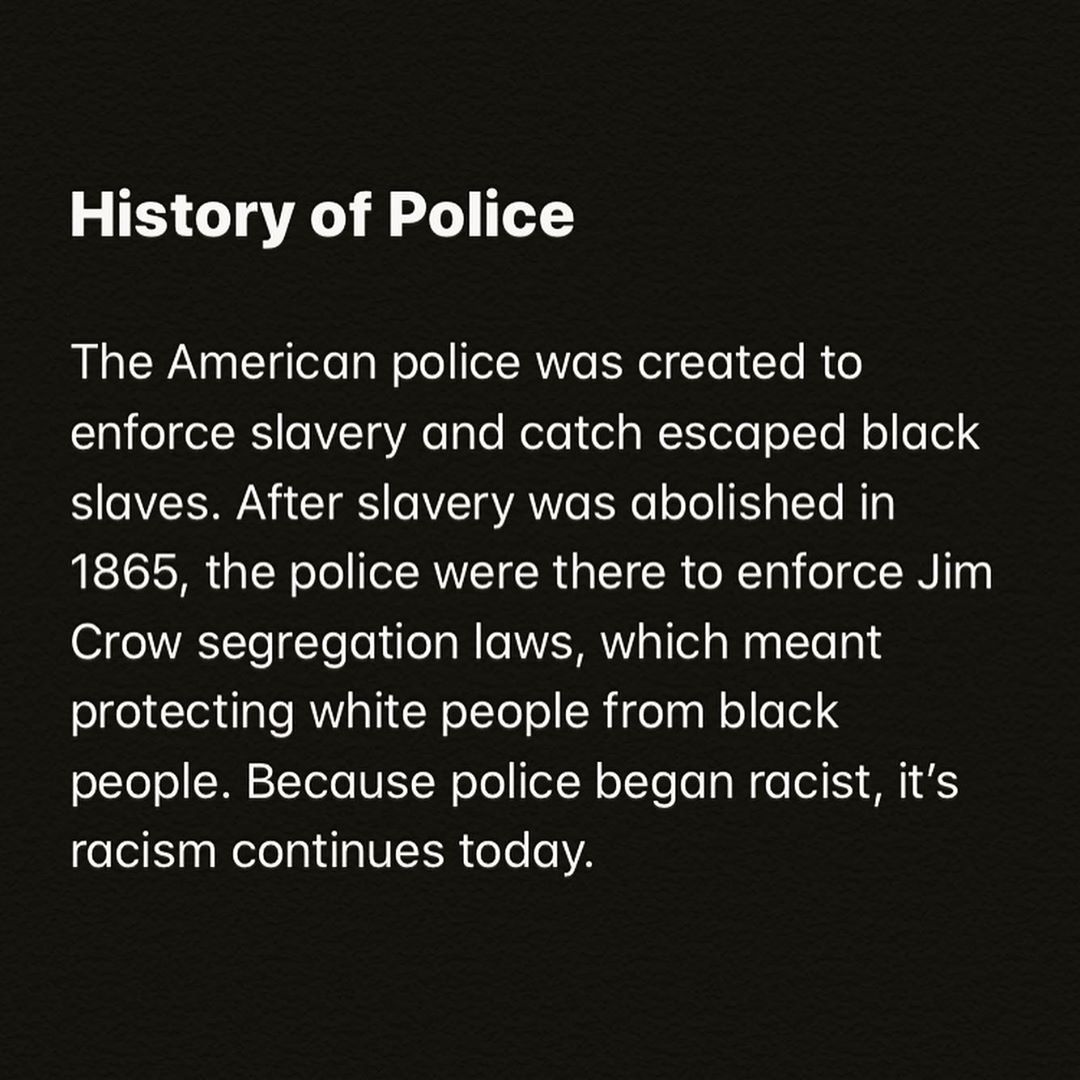 History of Police
The American police was created to
enforce slavery and catch escaped black
slaves. After slavery was abolished in
1865, the police were there to enforce Jim
Crow segregation laws, which meant
protecting white people from black
people. Because police began racist, it’s
racism continues today.